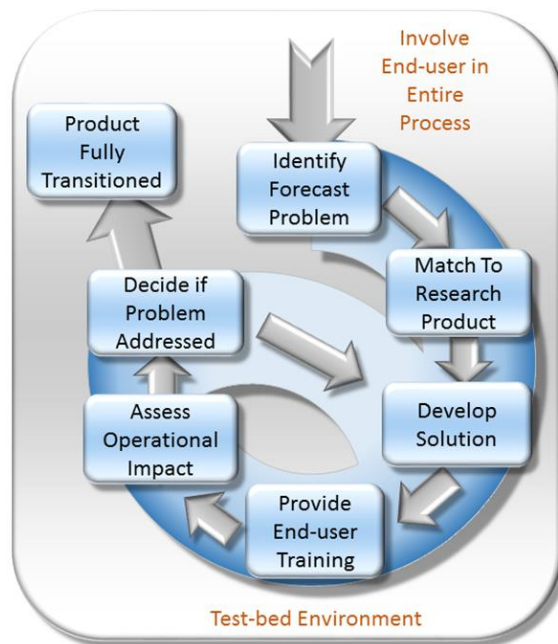 Involve
End-user in
Entire
Process
Product
Fully
Transitioned
Identify
Forecast
Problem
Match To
Research
Product
Decide if
Problem
Addressed
Develop
Solution
Assess
Operational
Impact
Provide
End-user
Training
Test-bed Environment